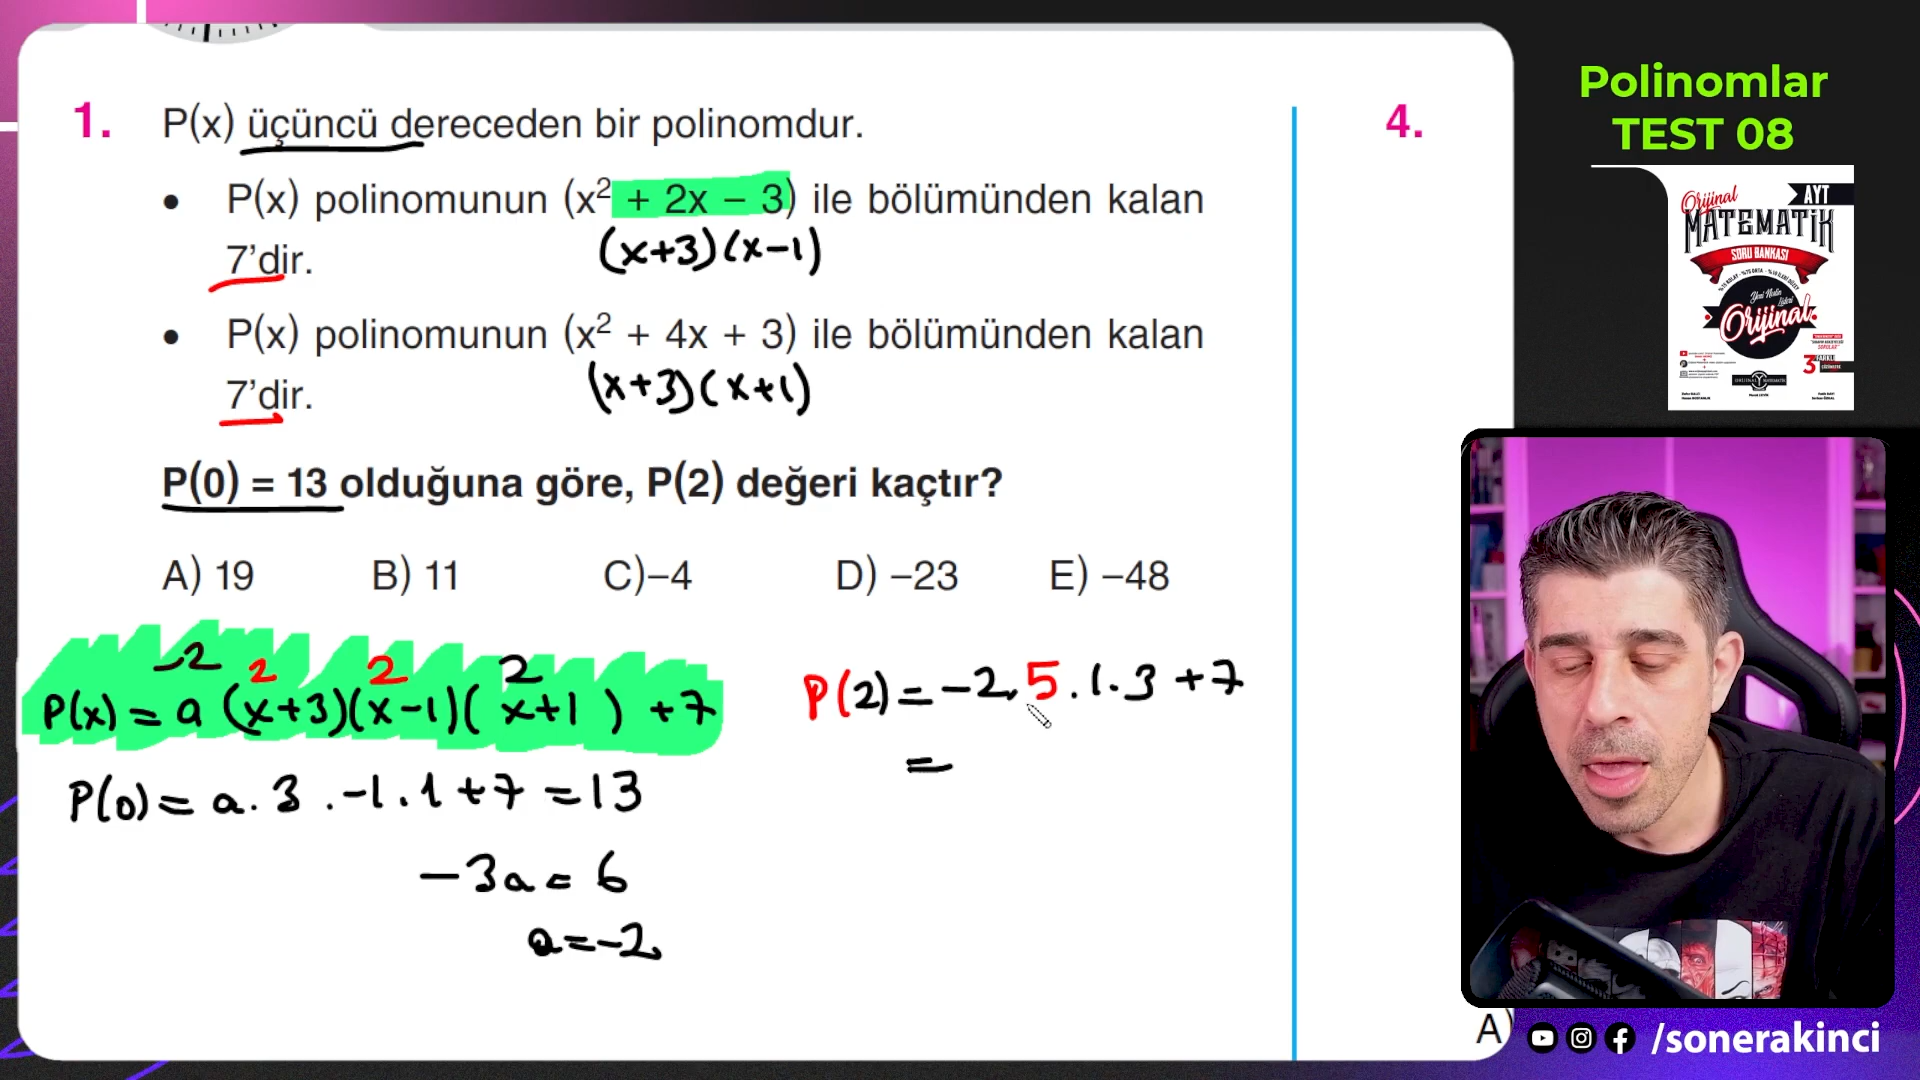 1. P(x) üçüncü dereceden bir polinomdur.
• P(x) polinomunun (x² + 2x – 3) ile bölümünden kalan
(x+3)(x-1)
7'dir.
• P(x) polinomunun (x² + 4x + 3) ile bölümünden kalan
(x+3)(x+1)
7'dir.
P(0) = 13 olduğuna göre, P(2) değeri kaçtır?
A) 19 B) 11 C)–4 D) –23 E) –48
-2 2 2 2
P(x) = a (x+3)(x-1)( x+1 ) +7
P(0) = a.3.-1.1+7 =13
-3a = 6
a=-2
P(2) = -2.5.1.3 +7
=
4.
A)
Polinomlar
TEST 08
Orijinal
AYT
MATEMATİK
SORU BANKASI
Orijinal
3
/sonerakinci